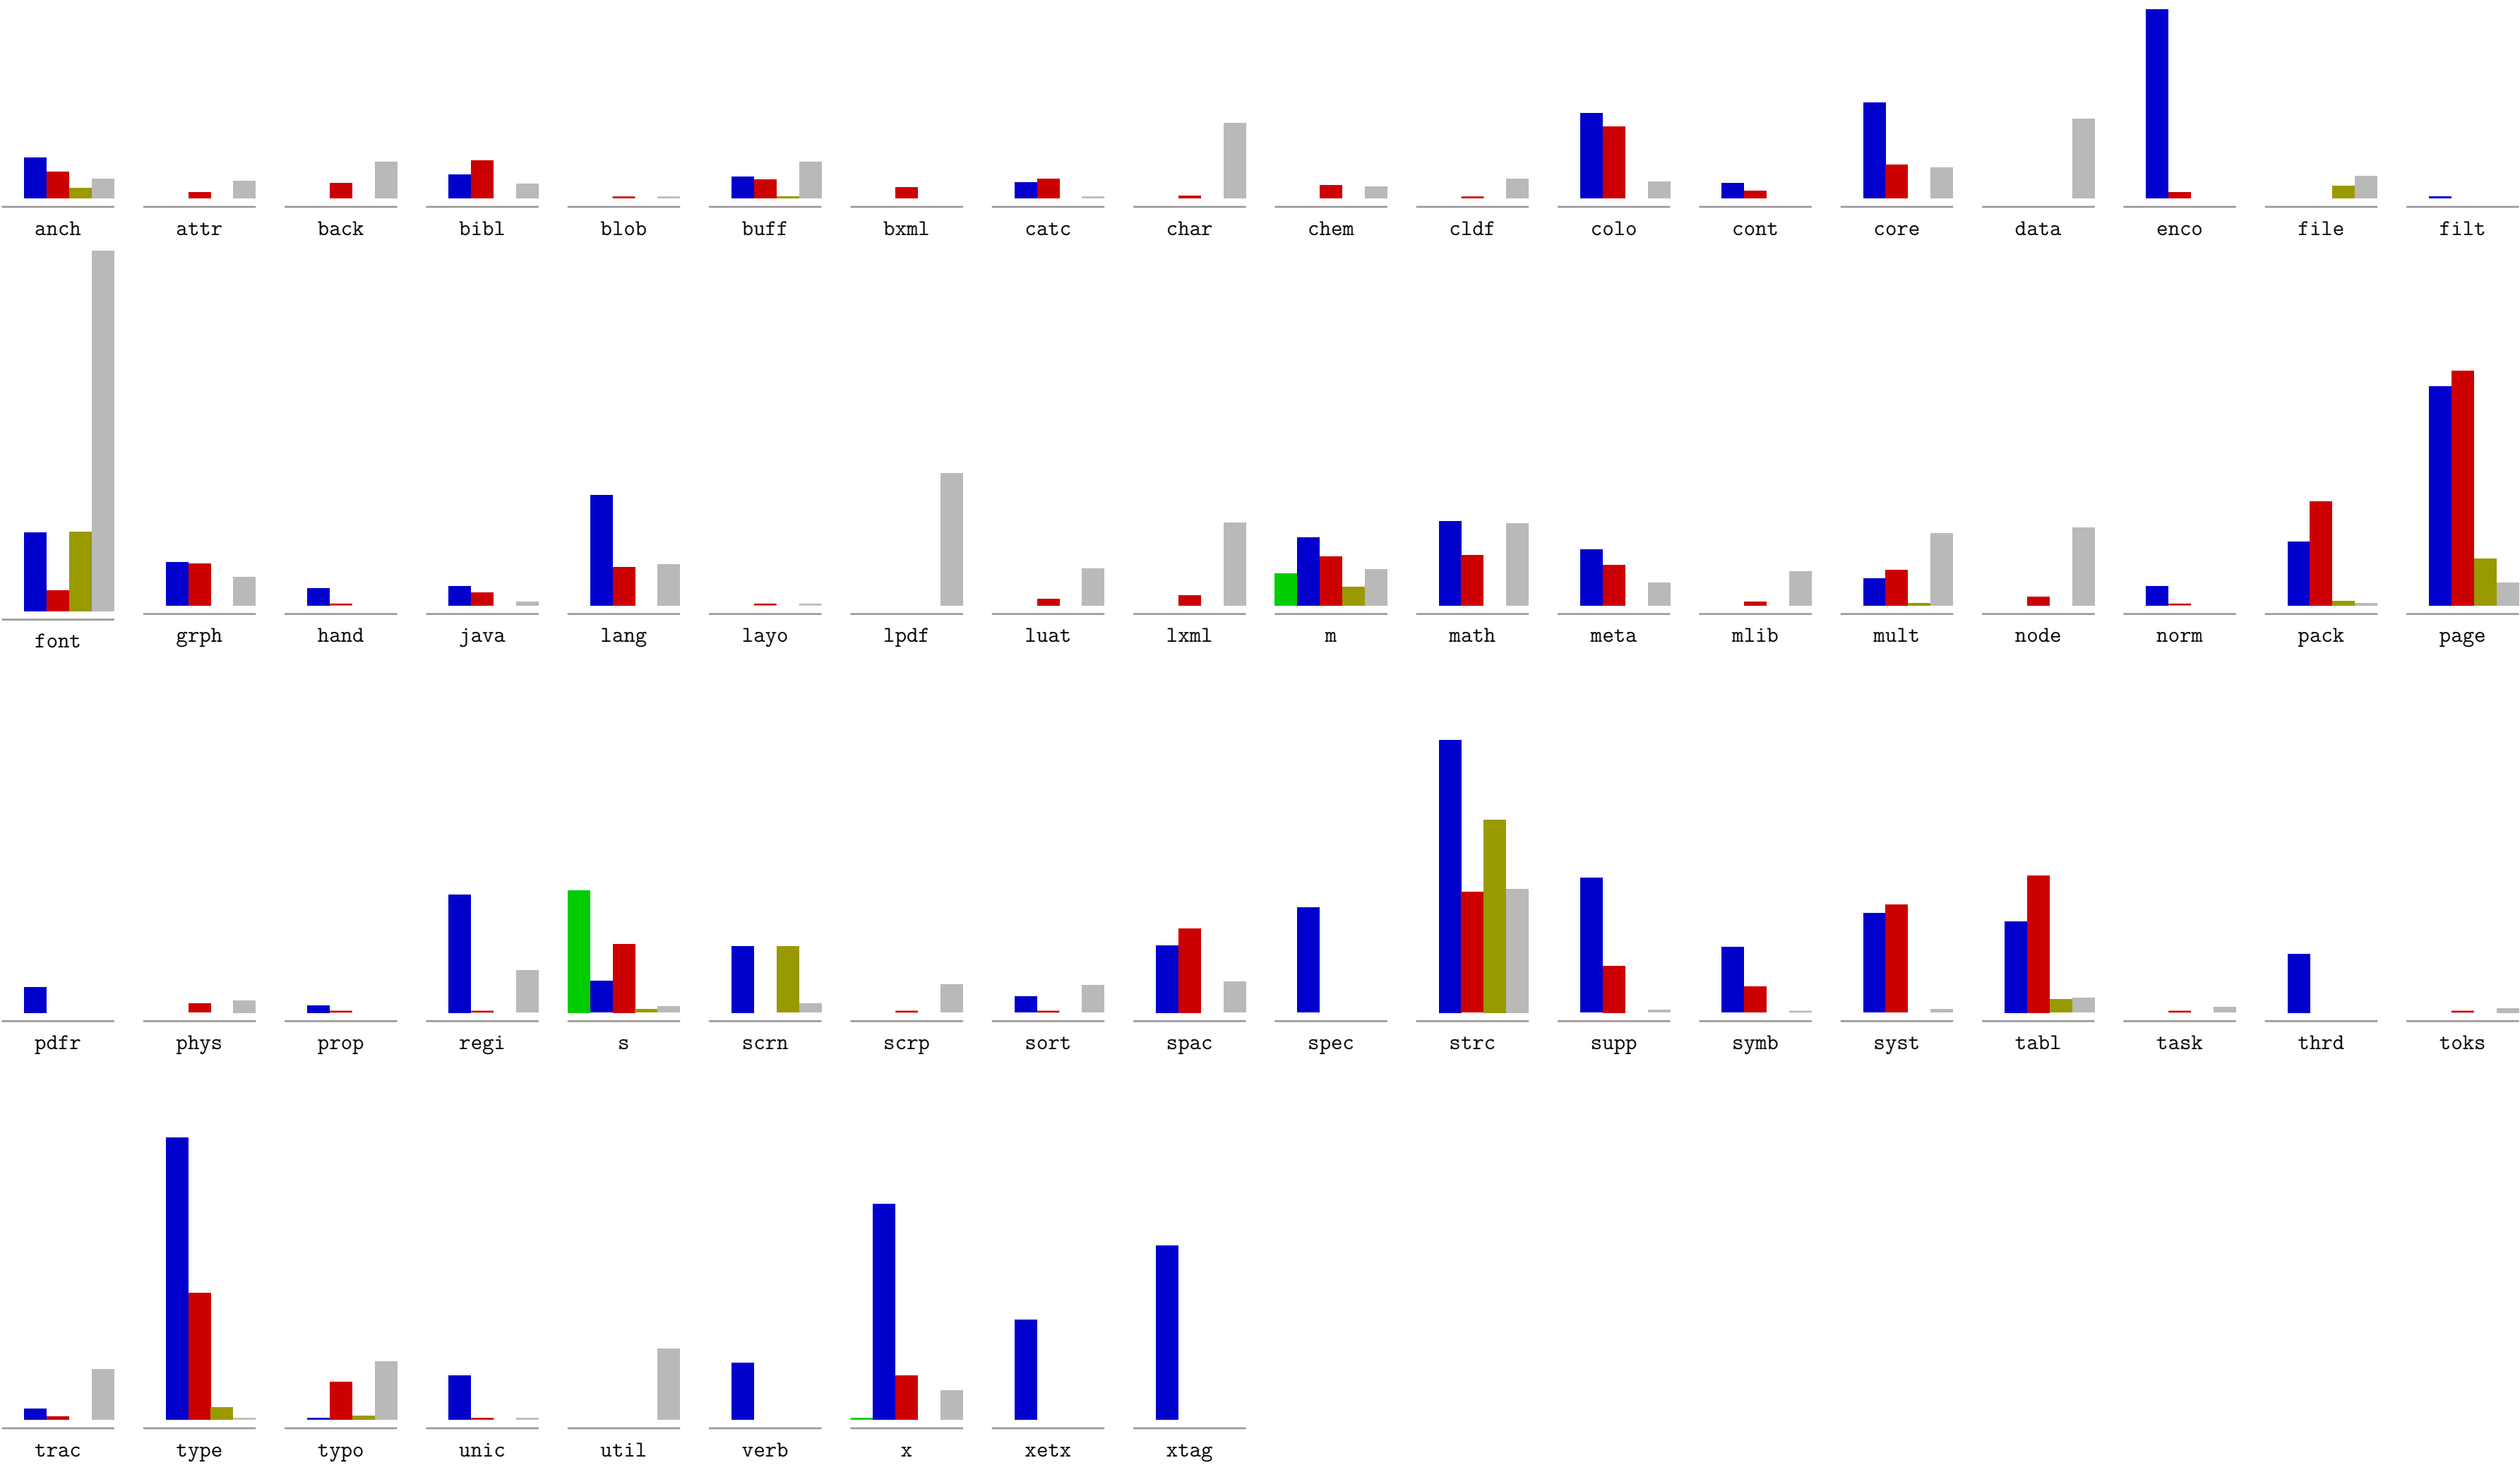 anch attr back bibl blob buff bxml catc char chem cldf colo cont core data enco file filt
font grph hand java lang layo lpdf luat lxml m math meta mlib mult node norm pack page
pdfr phys prop regi s scrn scrp sort spac spec strc supp symb syst tabl task thrd toks
trac type typo unic util verb x xetx xtag